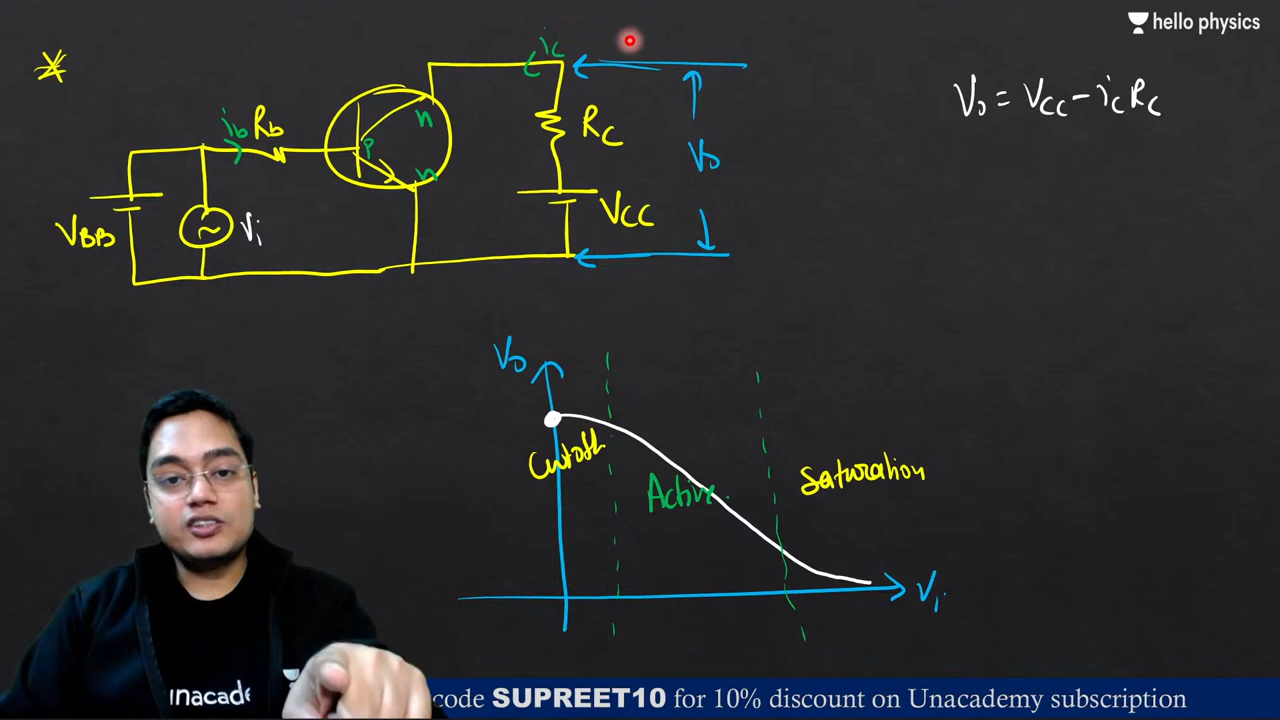 hello physics
ic
ib Rb
n
p
n
RC
VO
VBB
Vi
VCC
VO = VCC - iC RC
VO
Cutoff
Active
Saturation
Vi
unacade
code SUPREET10 for 10% discount on Unacademy subscription